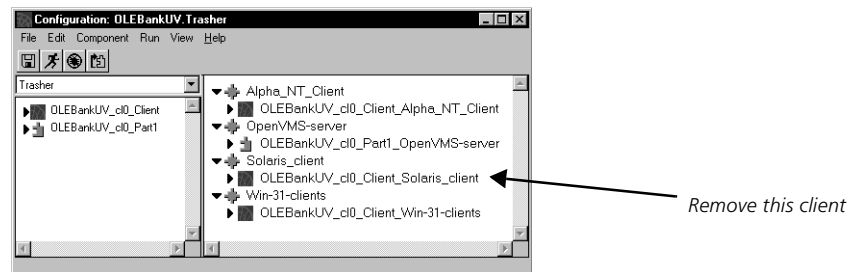 Configuration: OLEBankUV.Trasher
File Edit Component Run View Help
Trasher
OLEBankUV_cl0_Client
OLEBankUV_cl0_Part1
Alpha_NT_Client
OLEBankUV_cl0_Client_Alpha_NT_Client
OpenVMS-server
OLEBankUV_cl0_Part1_OpenVMS-server
Solaris_client
OLEBankUV_cl0_Client_Solaris_client
Win-31-clients
OLEBankUV_cl0_Client_Win-31-clients
Remove this client